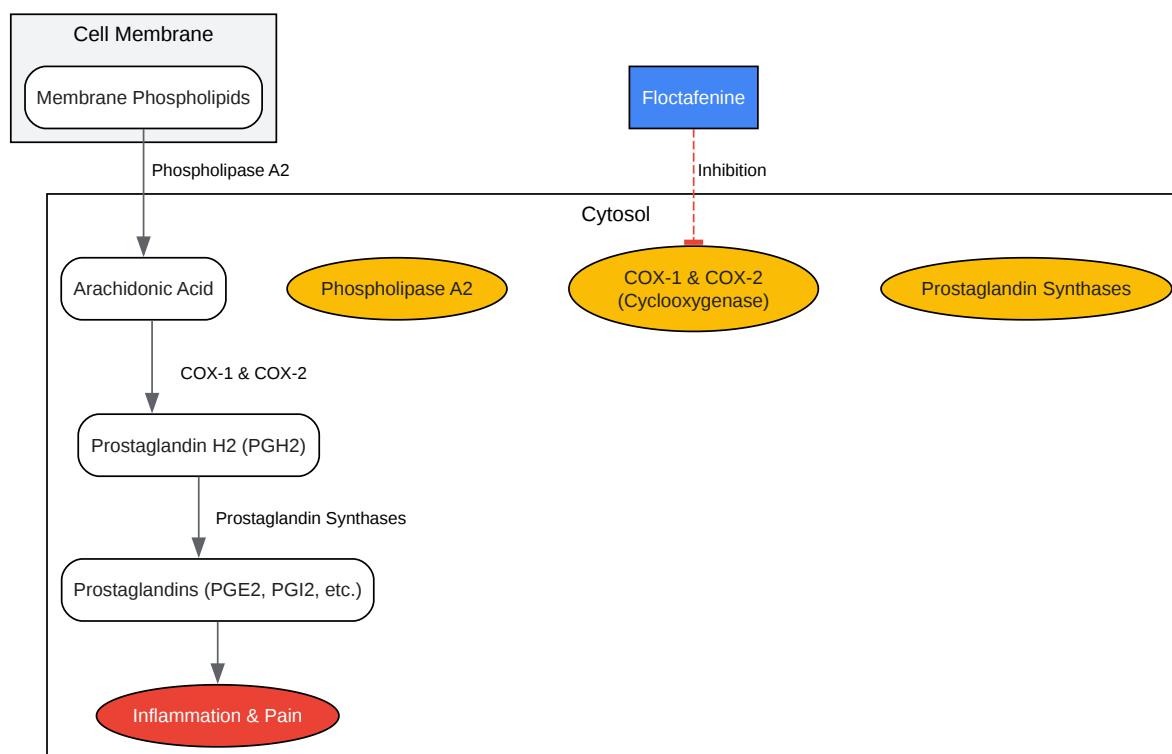 Cell Membrane
Membrane Phospholipids
Floctafenine
Phospholipase A2
Inhibition
Cytosol
Arachidonic Acid
Phospholipase A2
COX-1 & COX-2
(Cyclooxygenase)
Prostaglandin Synthases
COX-1 & COX-2
Prostaglandin H2 (PGH2)
Prostaglandin Synthases
Prostaglandins (PGE2, PGI2, etc.)
Inflammation & Pain